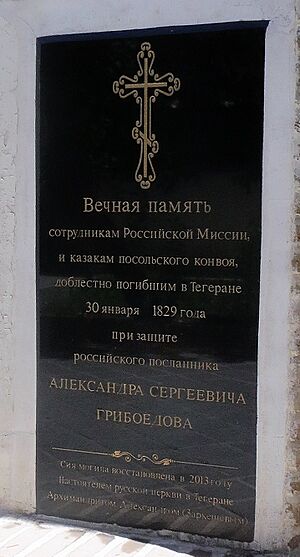 Вечная память
сотрудникам Российской Миссии,
и казакам посольского конвоя,
доблестно погибшим в Тегеране
30 января 1829 года
при защите
российского посланника
АЛЕКСАНДРА СЕРГЕЕВИЧА
ГРИБОЕДОВА
Сия могила восстановлена в 2013 году
Настоятелем русской церкви в Тегеране
Архимандритом Александром (Заркешевым)